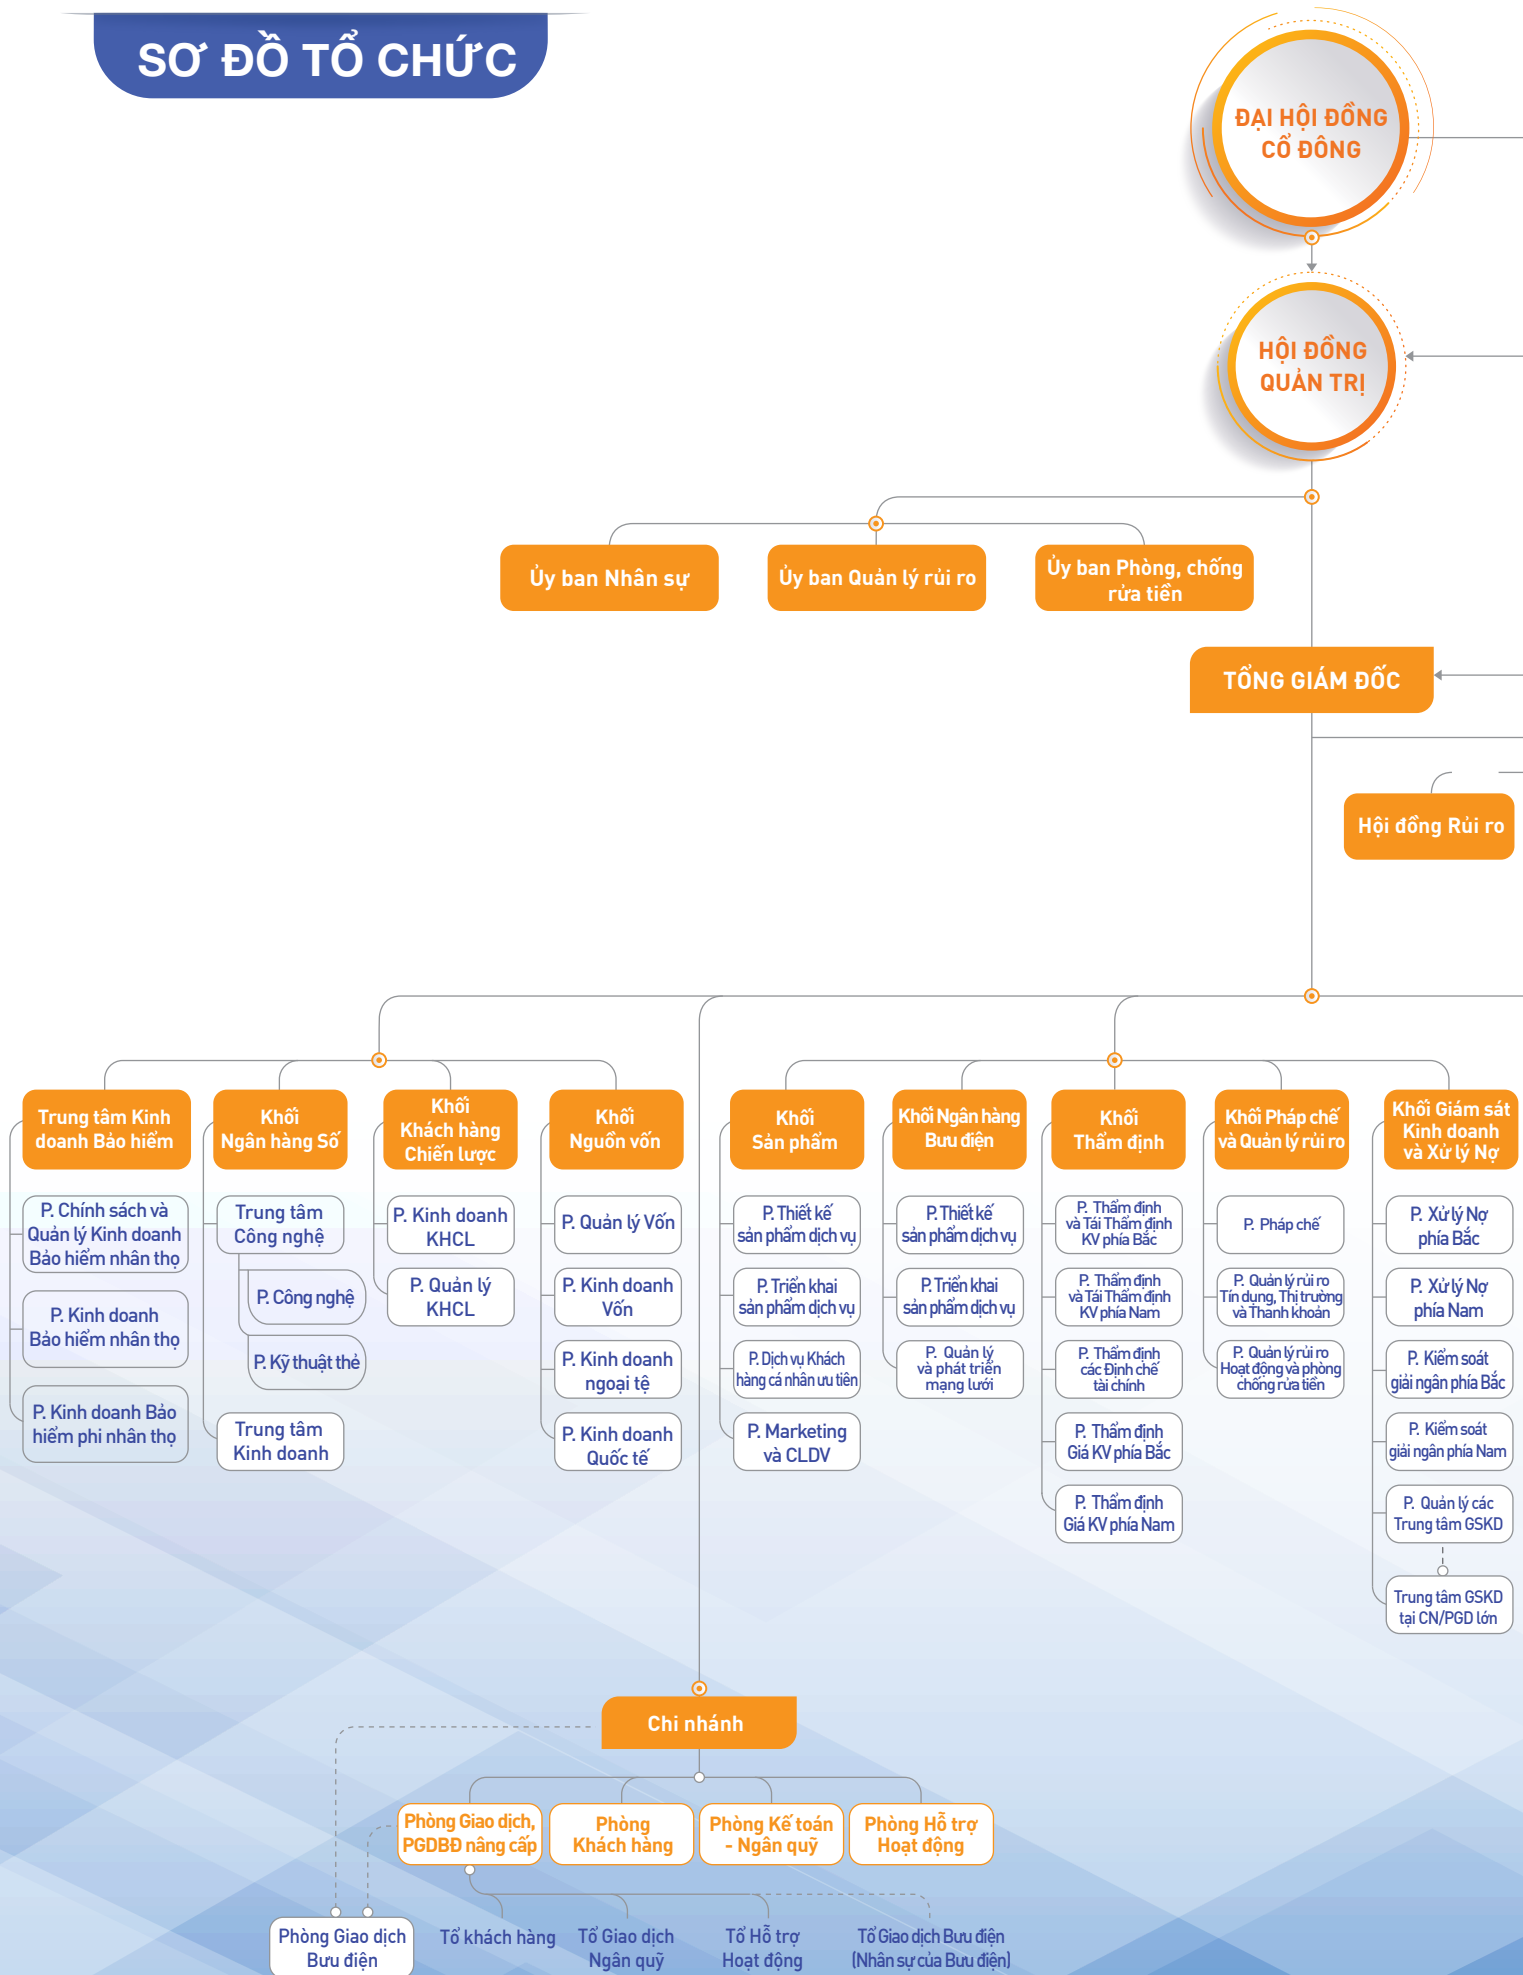 SƠ ĐỒ TỔ CHỨC
ĐẠI HỘI ĐỒNG
CỔ ĐÔNG
HỘI ĐỒNG
QUẢN TRỊ
Ủy ban Nhân sự
Ủy ban Quản lý rủi ro
Ủy ban Phòng, chống
rửa tiền
TỔNG GIÁM ĐỐC
Hội đồng Rủi ro
Trung tâm Kinh
doanh Bảo hiểm
P. Chính sách và
Quản lý Kinh doanh
Bảo hiểm nhân thọ
P. Kinh doanh
Bảo hiểm nhân thọ
P. Kinh doanh Bảo
hiểm phi nhân thọ
Khối
Ngân hàng Số
Trung tâm
Công nghệ
P. Công nghệ
P. Kỹ thuật thẻ
Trung tâm
Kinh doanh
Khối
Khách hàng
Chiến lược
P. Kinh doanh
KHCL
P. Quản lý
KHCL
Khối
Nguồn vốn
P. Quản lý Vốn
P. Kinh doanh
Vốn
P. Kinh doanh
ngoại tệ
P. Kinh doanh
Quốc tế
Khối
Sản phẩm
P. Thiết kế
sản phẩm dịch vụ
P. Triển khai
sản phẩm dịch vụ
P. Dịch vụ Khách
hàng cá nhân ưu tiên
P. Marketing
và CLDV
Khối Ngân hàng
Bưu điện
P. Thiết kế
sản phẩm dịch vụ
P. Triển khai
sản phẩm dịch vụ
P. Quản lý
và phát triển
mạng lưới
Khối
Thẩm định
P. Thẩm định
và Tái Thẩm định
KV phía Bắc
P. Thẩm định
và Tái Thẩm định
KV phía Nam
P. Thẩm định
các Định chế
tài chính
P. Thẩm định
Giá KV phía Bắc
P. Thẩm định
Giá KV phía Nam
Khối Pháp chế
và Quản lý rủi ro
P. Pháp chế
P. Quản lý rủi ro
Tín dụng, Thị trường
và Thanh khoản
P. Quản lý rủi ro
Hoạt động và phòng
chống rửa tiền
Khối Giám sát
Kinh doanh
và Xử lý Nợ
P. Xử lý Nợ
phía Bắc
P. Xử lý Nợ
phía Nam
P. Kiểm soát
giải ngân phía Bắc
P. Kiểm soát
giải ngân phía Nam
P. Quản lý các
Trung tâm GSKD
Trung tâm GSKD
tại CN/PGD lớn
Chi nhánh
Phòng Giao dịch,
PGDBĐ nâng cấp
Phòng
Khách hàng
Phòng Kế toán
- Ngân quỹ
Phòng Hỗ trợ
Hoạt động
Phòng Giao dịch
Bưu điện
Tổ khách hàng
Tổ Giao dịch
Ngân quỹ
Tổ Hỗ trợ
Hoạt động
Tổ Giao dịch Bưu điện
(Nhân sự của Bưu điện)